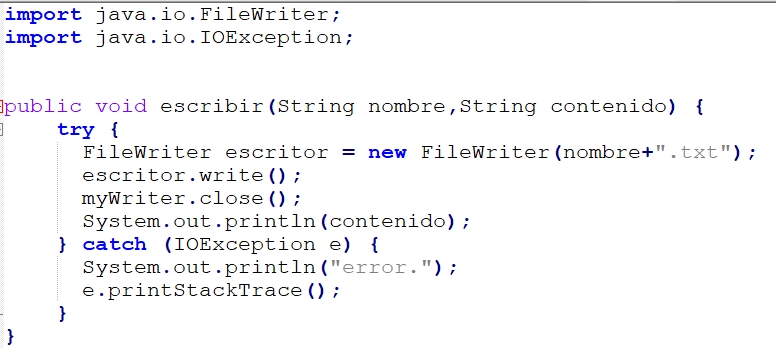 import java.io.FileWriter;
import java.io.IOException;
public void escribir(String nombre,String contenido) {
try {
FileWriter escritor = new FileWriter(nombre+".txt");
escritor.write();
myWriter.close();
System.out.println(contenido);
} catch (IOException e) {
System.out.println("error.");
e.printStackTrace();
}
}